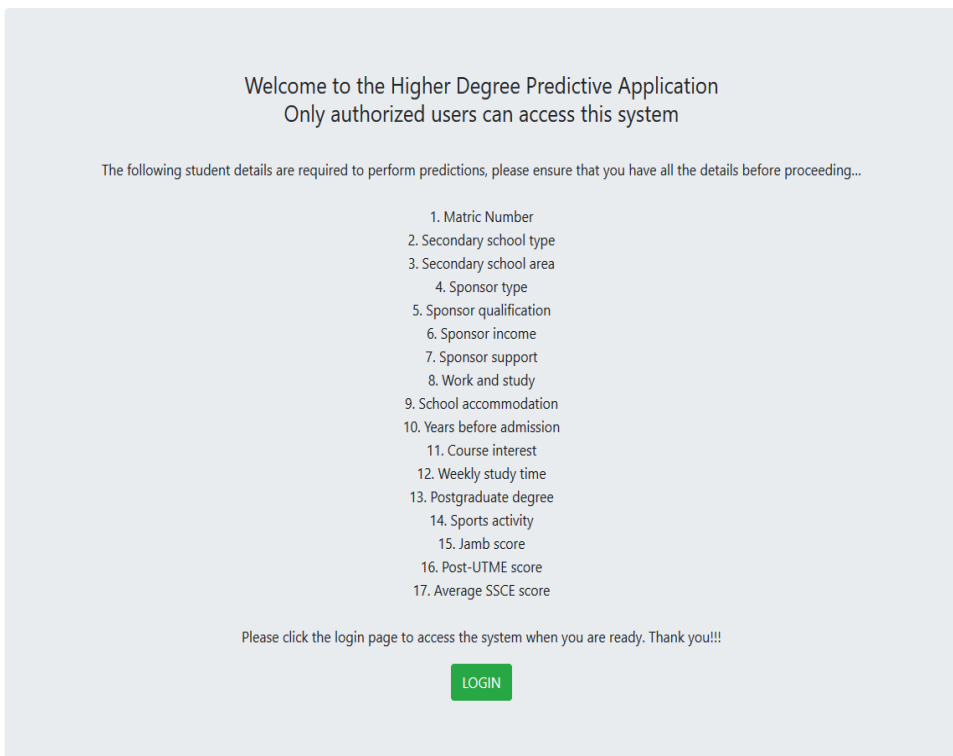 Welcome to the Higher Degree Predictive Application
Only authorized users can access this system
The following student details are required to perform predictions, please ensure that you have all the details before proceeding...
1. Matric Number
2. Secondary school type
3. Secondary school area
4. Sponsor type
5. Sponsor qualification
6. Sponsor income
7. Sponsor support
8. Work and study
9. School accommodation
10. Years before admission
11. Course interest
12. Weekly study time
13. Postgraduate degree
14. Sports activity
15. Jamb score
16. Post-UTME score
17. Average SSCE score
Please click the login page to access the system when you are ready. Thank you!!!
LOGIN